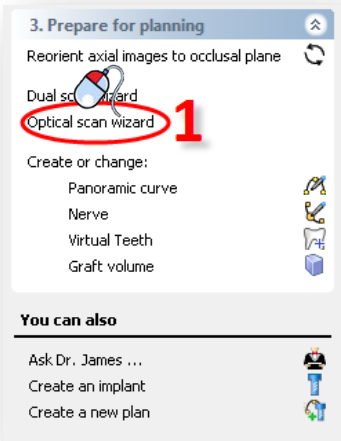 3. Prepare for planning
Reorient axial images to occlusal plane
Dual scan wizard
Optical scan wizard
1
Create or change:
Panoramic curve
Nerve
Virtual Teeth
Graft volume
You can also
Ask Dr. James ...
Create an implant
Create a new plan